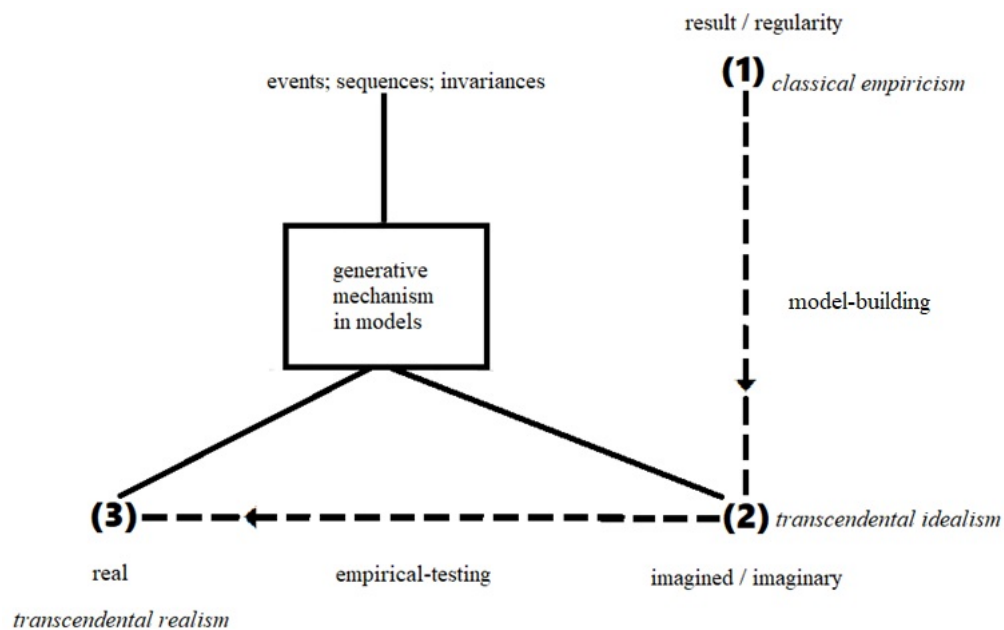 result / regularity
(1) classical empiricism
events; sequences; invariances
generative
mechanism
in models
model-building
(3)
(2) transcendental idealism
real
empirical-testing
imagined / imaginary
transcendental realism